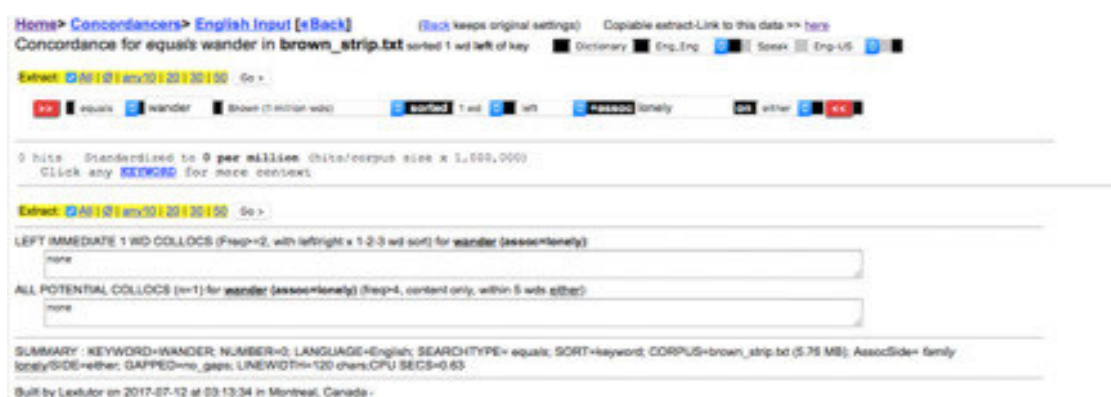 Home> Concordancers> English Input [«Back] (Back keeps original settings) Copiable extract-Link to this data >> here
Concordance for equals wander in brown_strip.txt sorted 1 wd left of key Dictionary Eng_Eng Speak Eng-US
Extract: All | Ø | any10 | 20 | 30 | 50 Go >
>> equals wander Brown (1 million wds) sorted 1 wd left +assoc lonely on either <<
0 hits Standardized to 0 per million (hits/corpus size x 1,000,000)
Click any KEYWORD for more context
Extract: All | Ø | any10 | 20 | 30 | 50 Go >
LEFT IMMEDIATE 1 WD COLLOCS (Freq>=2, with left/right x 1-2-3 wd sort) for wander (assoc=lonely)
none
ALL POTENTIAL COLLOCS (n=1) for wander (assoc=lonely) (freq>4, content only, within 5 wds either)
none
SUMMARY : KEYWORD=WANDER; NUMBER=0; LANGUAGE=English; SEARCHTYPE= equals; SORT=keyword; CORPUS=brown_strip.txt (5.76 MB); AssocSide= family
lonely/SIDE=either; GAPPED=no_gaps; LINEWIDTH=120 chars;CPU SECS=0.63
Built by Lextutor on 2017-07-12 at 03:13:34 in Montreal, Canada -